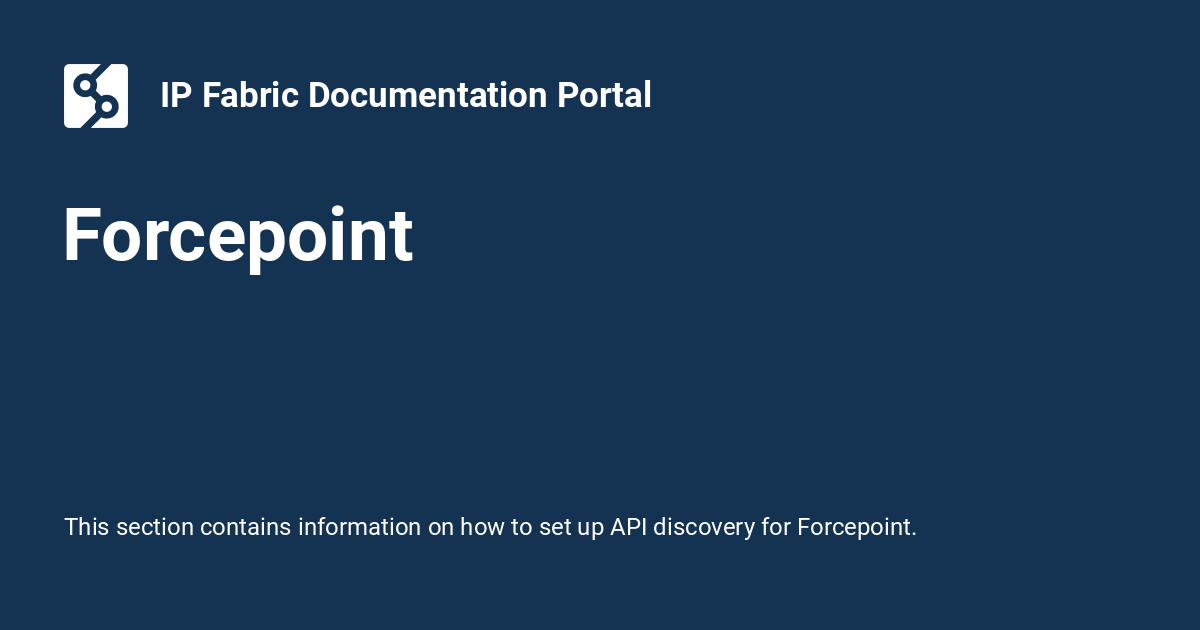 IP Fabric Documentation Portal
Forcepoint
This section contains information on how to set up API discovery for Forcepoint.